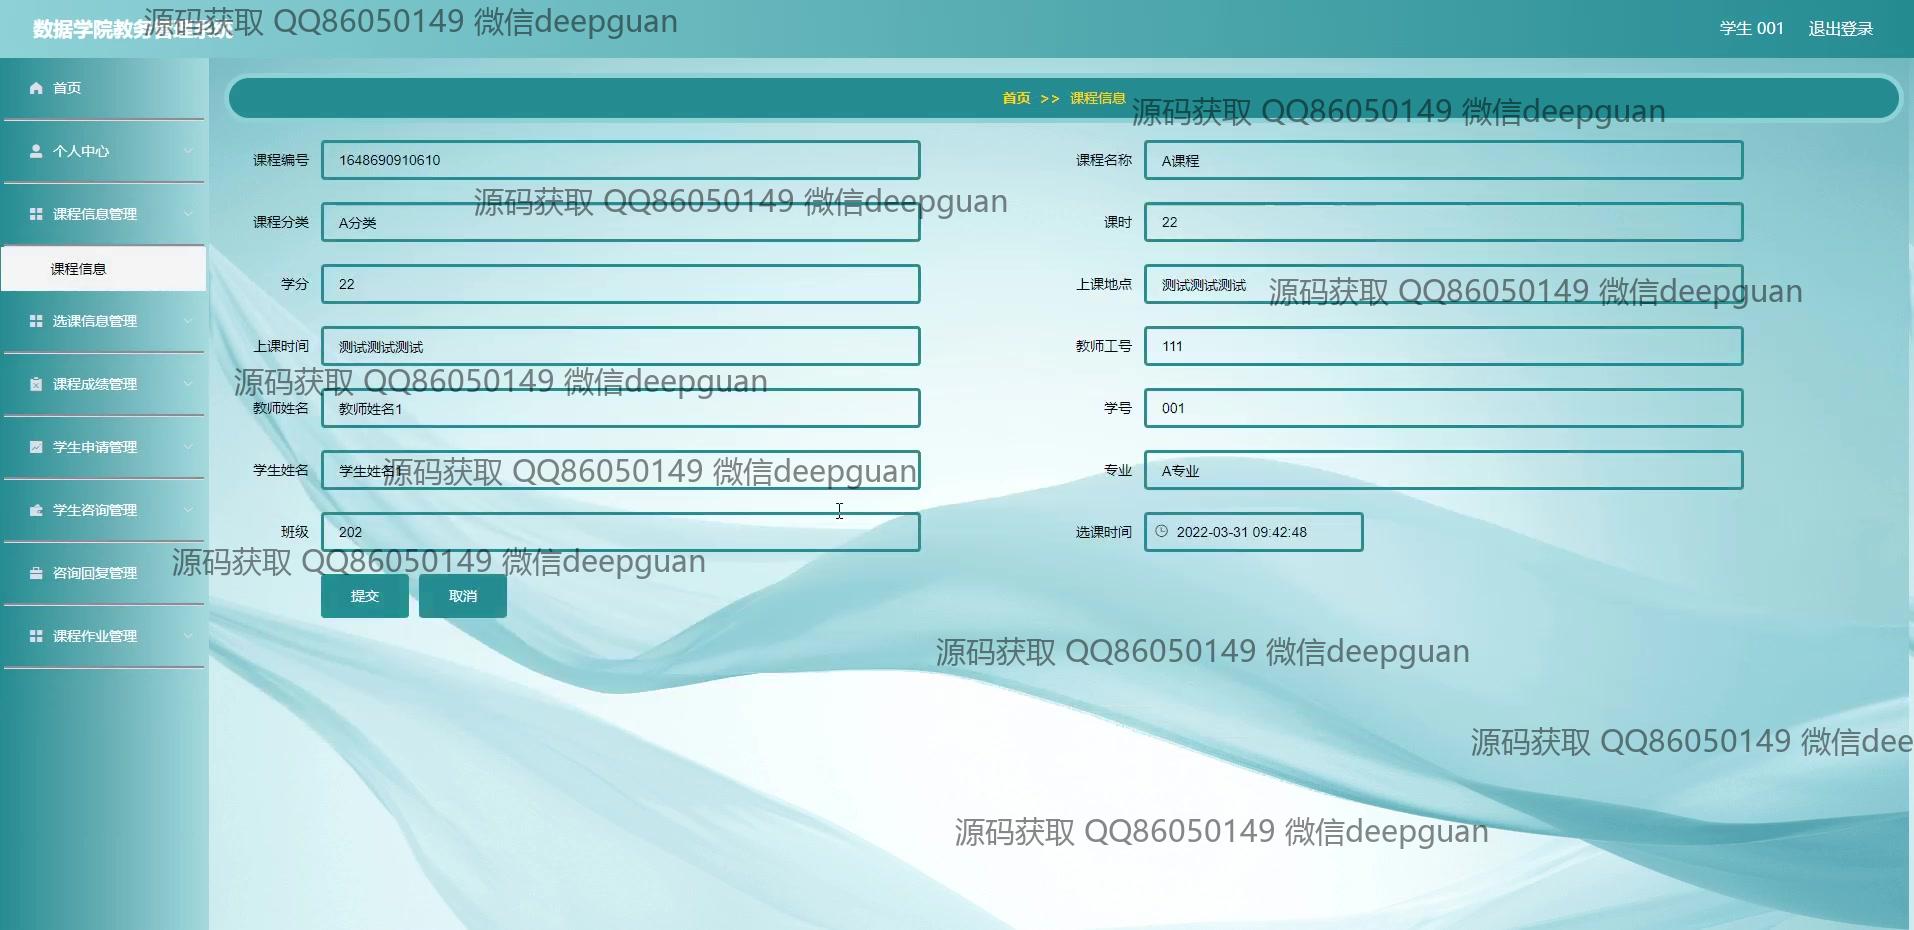 数据学院教务管理系统
源码获取 QQ86050149 微信deepguan
学生 001 退出登录
首页
个人中心
课程信息管理
课程信息
选课信息管理
课程成绩管理
学生申请管理
学生咨询管理
咨询回复管理
课程作业管理
首页 >> 课程信息
源码获取 QQ86050149 微信deepguan
课程编号 1648690910610
课程名称 A课程
源码获取 QQ86050149 微信deepguan
课程分类 A分类
课时 22
学分 22
上课地点 测试测试测试
源码获取 QQ86050149 微信deepguan
上课时间 测试测试测试
教师工号 111
源码获取 QQ86050149 微信deepguan
教师姓名 教师姓名1
学号 001
学生姓名 学生姓名1
源码获取 QQ86050149 微信deepguan
专业 A专业
班级 202
选课时间 2022-03-31 09:42:48
源码获取 QQ86050149 微信deepguan
提交 取消
源码获取 QQ86050149 微信deepguan
源码获取 QQ86050149 微信dee
源码获取 QQ86050149 微信deepguan